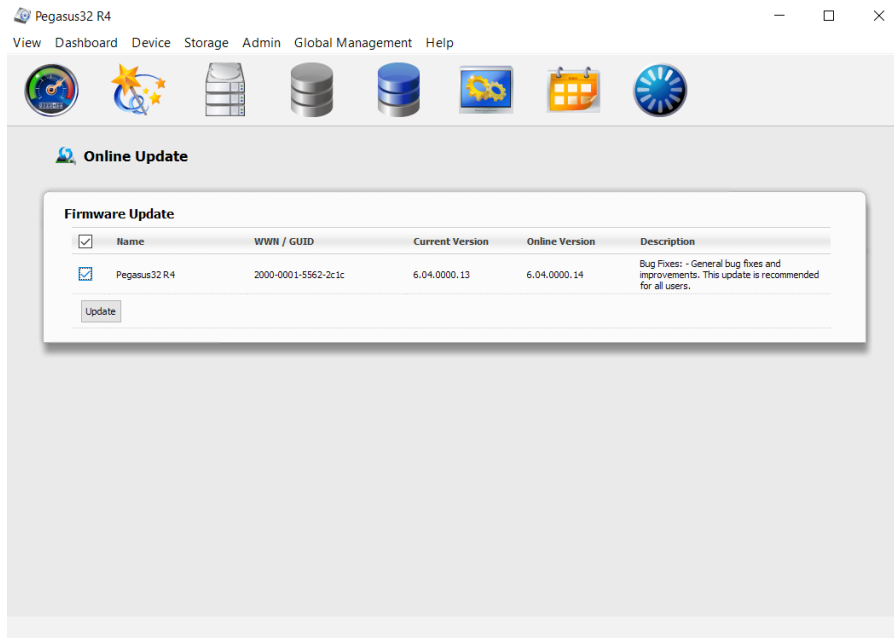 Pegasus32 R4
View Dashboard Device Storage Admin Global Management Help
Online Update
Firmware Update
Name WWN / GUID Current Version Online Version Description
Pegasus32 R4 2000-0001-5562-2c1c 6.04.0000.13 6.04.0000.14 Bug Fixes: - General bug fixes and
improvements. This update is recommended
for all users.
Update